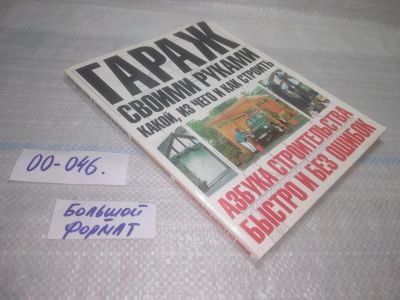 ГАРАЖ
СВОИМИ РУКАМИ
КАКОЙ, ИЗ ЧЕГО И КАК СТРОИТЬ
АЗБУКА СТРОИТЕЛЬСТВА
БЫСТРО И БЕЗ ОШИБОК
00-046.
БОЛЬШОЙ
ФОРМАТ